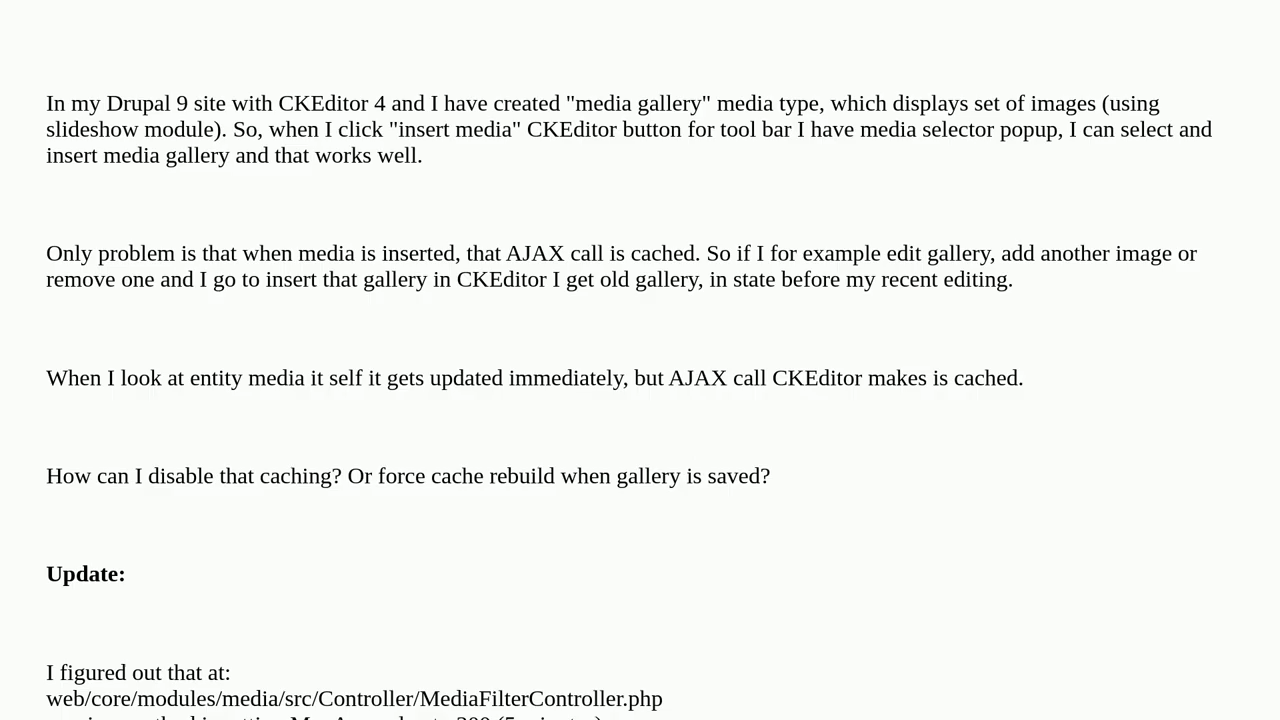 In my Drupal 9 site with CKEditor 4 and I have created "media gallery" media type, which displays set of images (using
slideshow module). So, when I click "insert media" CKEditor button for tool bar I have media selector popup, I can select and
insert media gallery and that works well.
Only problem is that when media is inserted, that AJAX call is cached. So if I for example edit gallery, add another image or
remove one and I go to insert that gallery in CKEditor I get old gallery, in state before my recent editing.
When I look at entity media it self it gets updated immediately, but AJAX call CKEditor makes is cached.
How can I disable that caching? Or force cache rebuild when gallery is saved?
Update:
I figured out that at:
web/core/modules/media/src/Controller/MediaFilterController.php